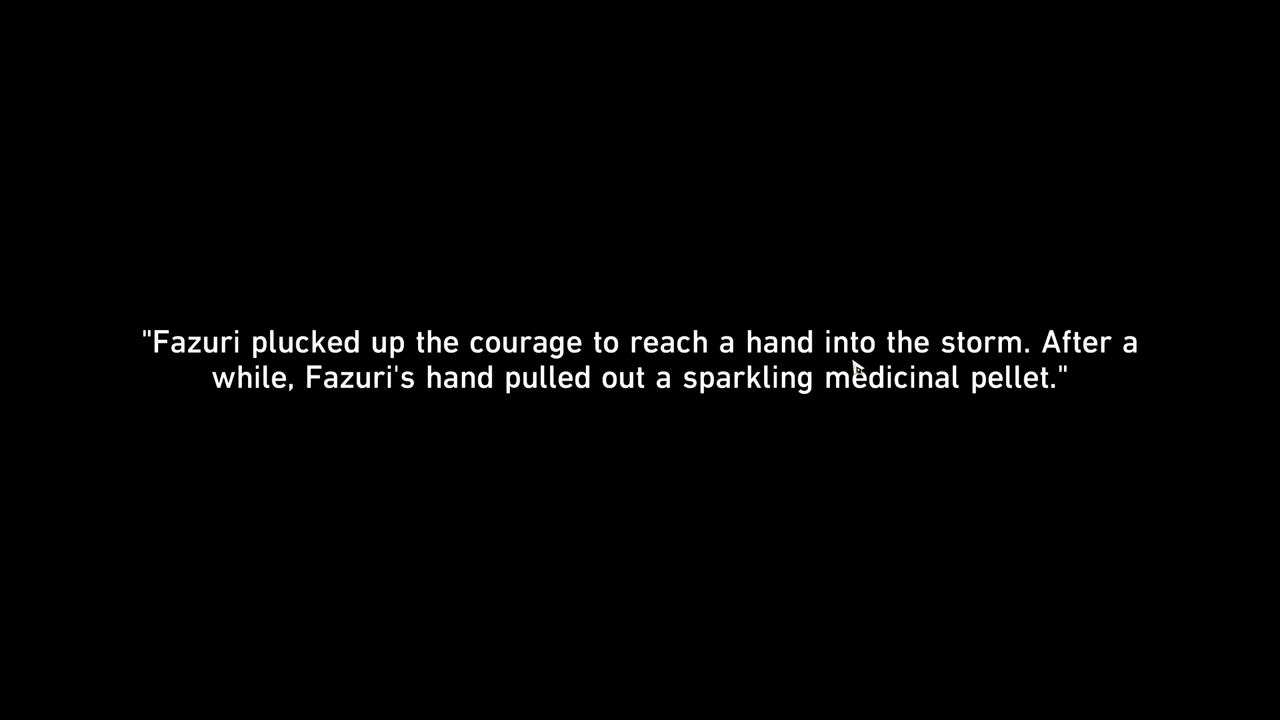 "Fazuri plucked up the courage to reach a hand into the storm. After a
while, Fazuri's hand pulled out a sparkling medicinal pellet."